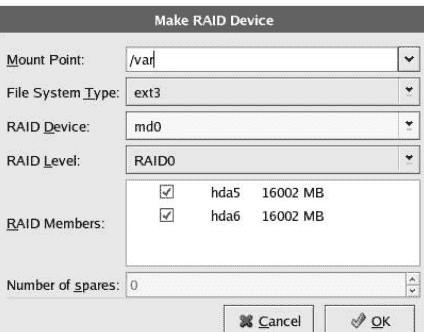 Make RAID Device
Mount Point: /var
File System Type: ext3
RAID Device: md0
RAID Level: RAID0
RAID Members:
hda5 16002 MB
hda6 16002 MB
Number of spares: 0
Cancel OK